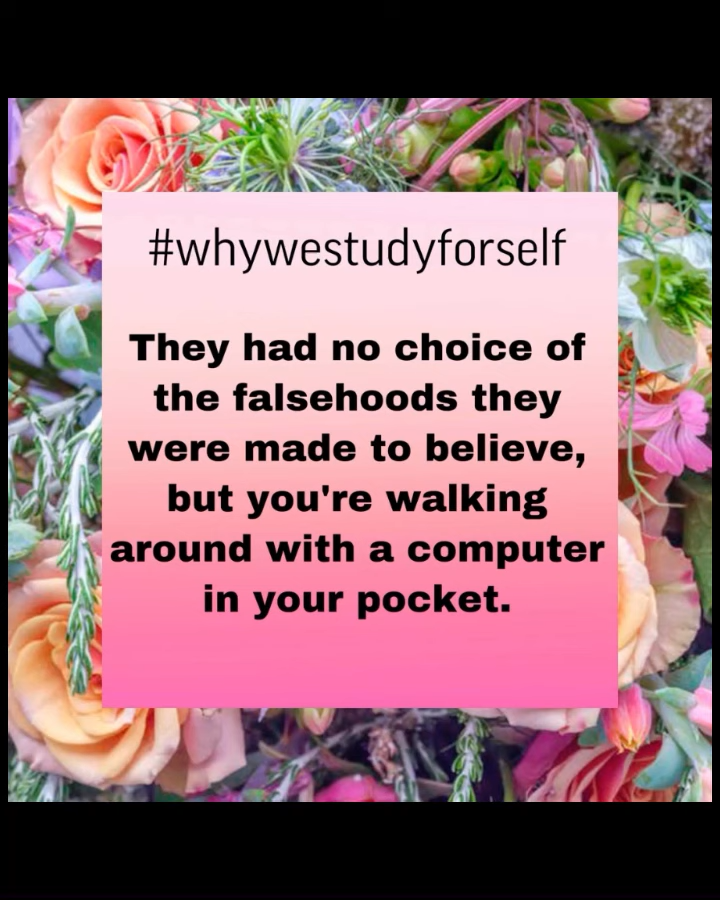 #whywestudyforself
They had no choice of
the falsehoods they
were made to believe,
but you're walking
around with a computer
in your pocket.